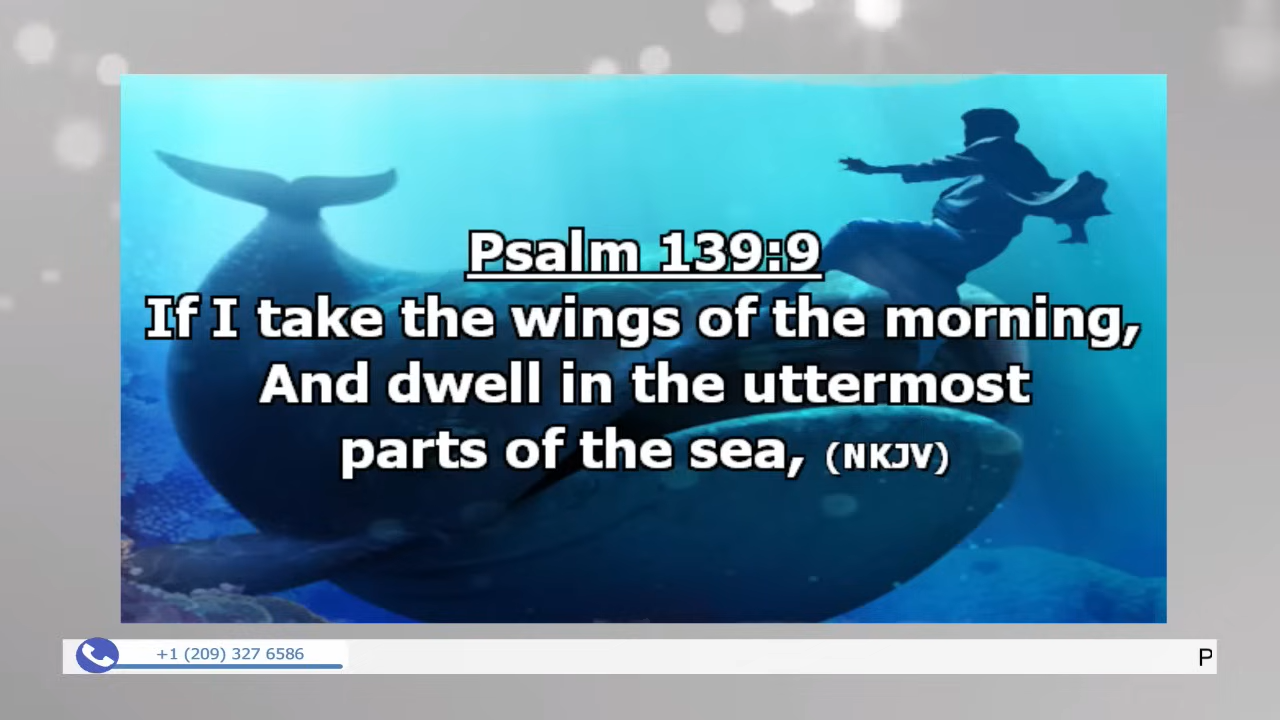 Psalm 139:9
If I take the wings of the morning,
And dwell in the uttermost
parts of the sea, (NKJV)
+1 (209) 327 6586
P